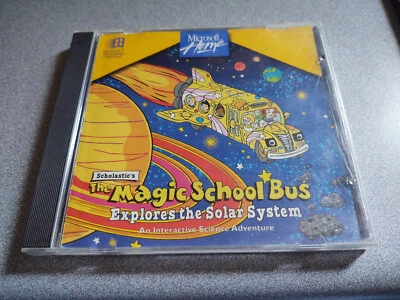 Microsoft
Home
Scholastic's
The Magic School Bus
Explores the Solar System
An Interactive Science Adventure